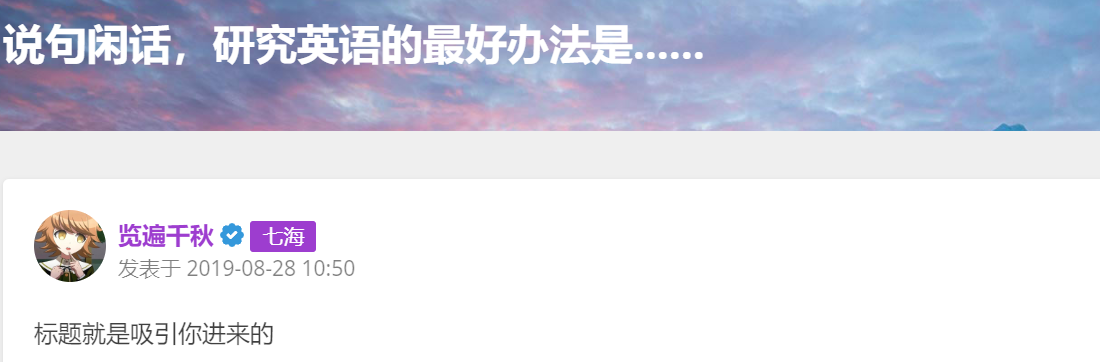 说句闲话，研究英语的最好办法是......
览遍千秋 七海
发表于 2019-08-28 10:50
标题就是吸引你进来的